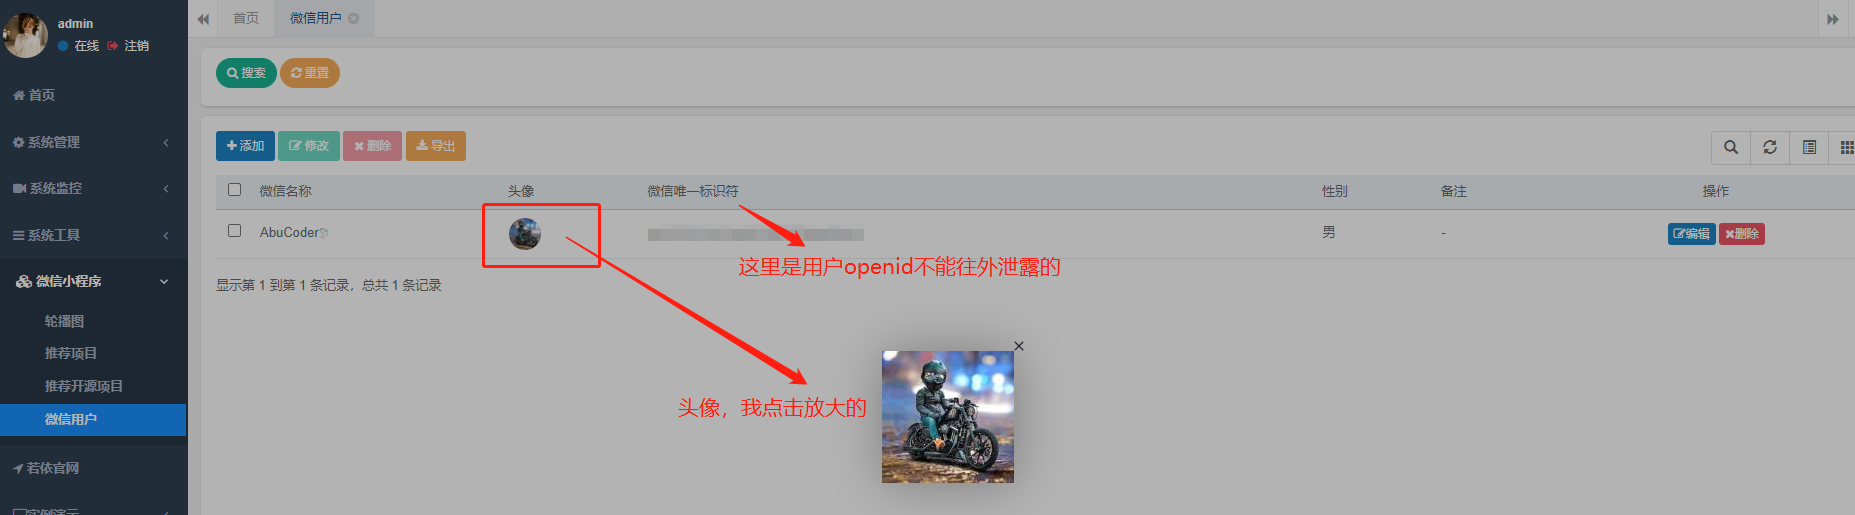 admin
在线 注销
首页
系统管理
系统监控
系统工具
微信小程序
轮播图
推荐项目
推荐开源项目
微信用户
若依官网
实例演示
首页 微信用户
搜索 重置
添加 修改 删除 导出
微信名称 头像 微信唯一标识符 性别 备注 操作
AbuCoder 男 - 编辑 删除
这里是用户openid不能往外泄露的
显示第 1 到第 1 条记录，总共 1 条记录
头像，我点击放大的